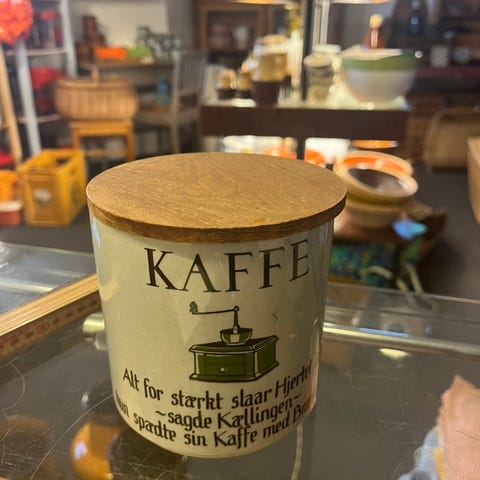 KAFFE
Alt for stærkt slaar Hjertet
~sagde Kællingen~
spædte sin Kaffe med